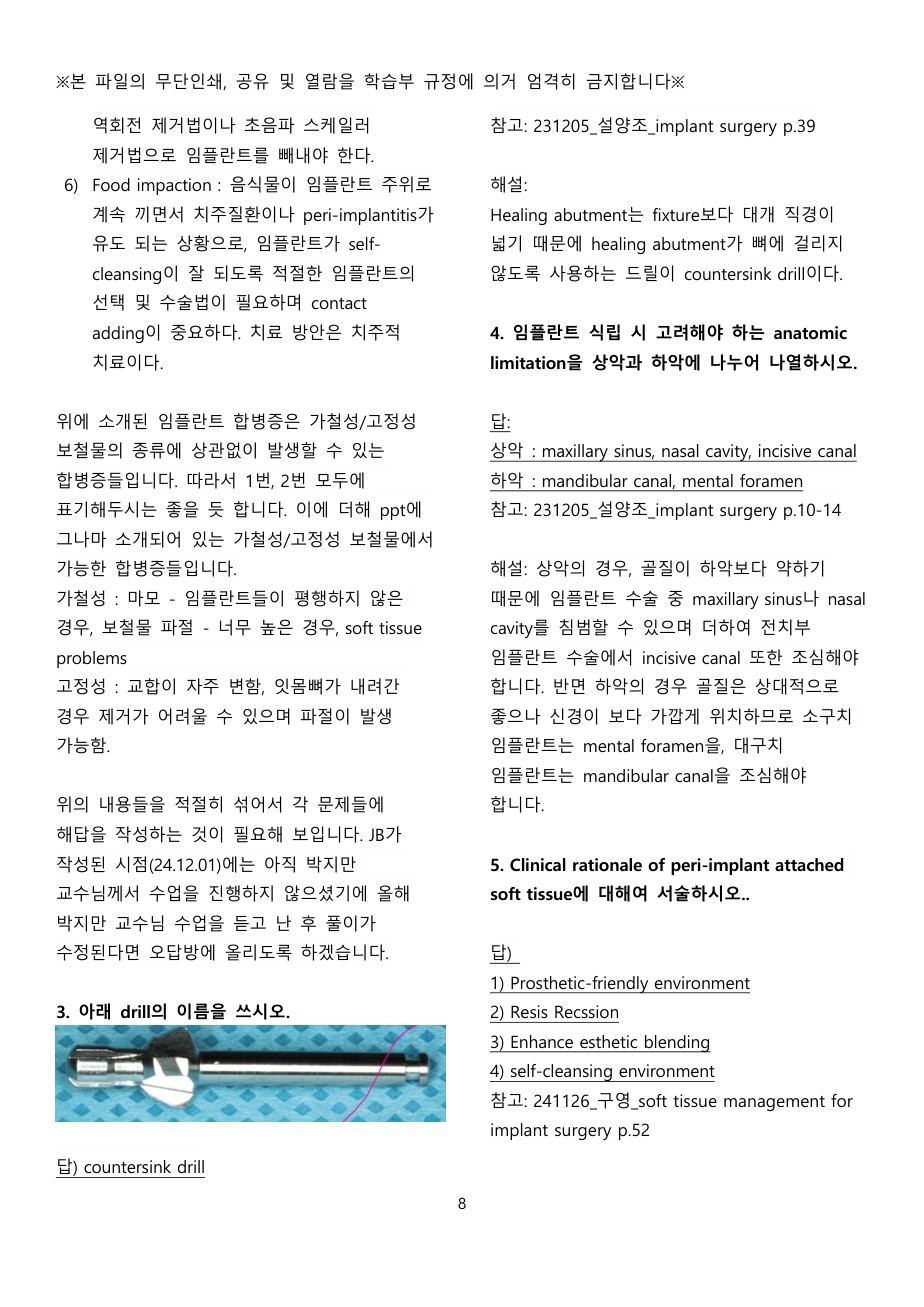 ※본 파일의 무단인쇄, 공유 및 열람을 학습부 규정에 의거 엄격히 금지합니다※
역회전 제거법이나 초음파 스케일러
제거법으로 임플란트를 빼내야 한다.
6) Food impaction : 음식물이 임플란트 주위로
계속 끼면서 치주질환이나 peri-implantitis가
유도 되는 상황으로, 임플란트가 self-
cleansing이 잘 되도록 적절한 임플란트의
선택 및 수술법이 필요하며 contact
adding이 중요하다. 치료 방안은 치주적
치료이다.
위에 소개된 임플란트 합병증은 가철성/고정성
보철물의 종류에 상관없이 발생할 수 있는
합병증들입니다. 따라서 1번, 2번 모두에
표기해두시는 좋을 듯 합니다. 이에 더해 ppt에
그나마 소개되어 있는 가철성/고정성 보철물에서
가능한 합병증들입니다.
가철성 : 마모 - 임플란트들이 평행하지 않은
경우, 보철물 파절 - 너무 높은 경우, soft tissue
problems
고정성 : 교합이 자주 변함, 잇몸뼈가 내려간
경우 제거가 어려울 수 있으며 파절이 발생
가능함.
위의 내용들을 적절히 섞어서 각 문제들에
해답을 작성하는 것이 필요해 보입니다. JB가
작성된 시점(24.12.01)에는 아직 박지만
교수님께서 수업을 진행하지 않으셨기에 올해
박지만 교수님 수업을 듣고 난 후 풀이가
수정된다면 오답방에 올리도록 하겠습니다.
3. 아래 drill의 이름을 쓰시오.
답) countersink drill
참고: 231205_설양조_implant surgery p.39
해설:
Healing abutment는 fixture보다 대개 직경이
넓기 때문에 healing abutment가 뼈에 걸리지
않도록 사용하는 드릴이 countersink drill이다.
4. 임플란트 식립 시 고려해야 하는 anatomic
limitation을 상악과 하악에 나누어 나열하시오.
답:
상악 : maxillary sinus, nasal cavity, incisive canal
하악 : mandibular canal, mental foramen
참고: 231205_설양조_implant surgery p.10-14
해설: 상악의 경우, 골질이 하악보다 약하기
때문에 임플란트 수술 중 maxillary sinus나 nasal
cavity를 침범할 수 있으며 더하여 전치부
임플란트 수술에서 incisive canal 또한 조심해야
합니다. 반면 하악의 경우 골질은 상대적으로
좋으나 신경이 보다 가깝게 위치하므로 소구치
임플란트는 mental foramen을, 대구치
임플란트는 mandibular canal을 조심해야
합니다.
5. Clinical rationale of peri-implant attached
soft tissue에 대해여 서술하시오..
답)
1) Prosthetic-friendly environment
2) Resis Recssion
3) Enhance esthetic blending
4) self-cleansing environment
참고: 241126_구영_soft tissue management for
implant surgery p.52
8